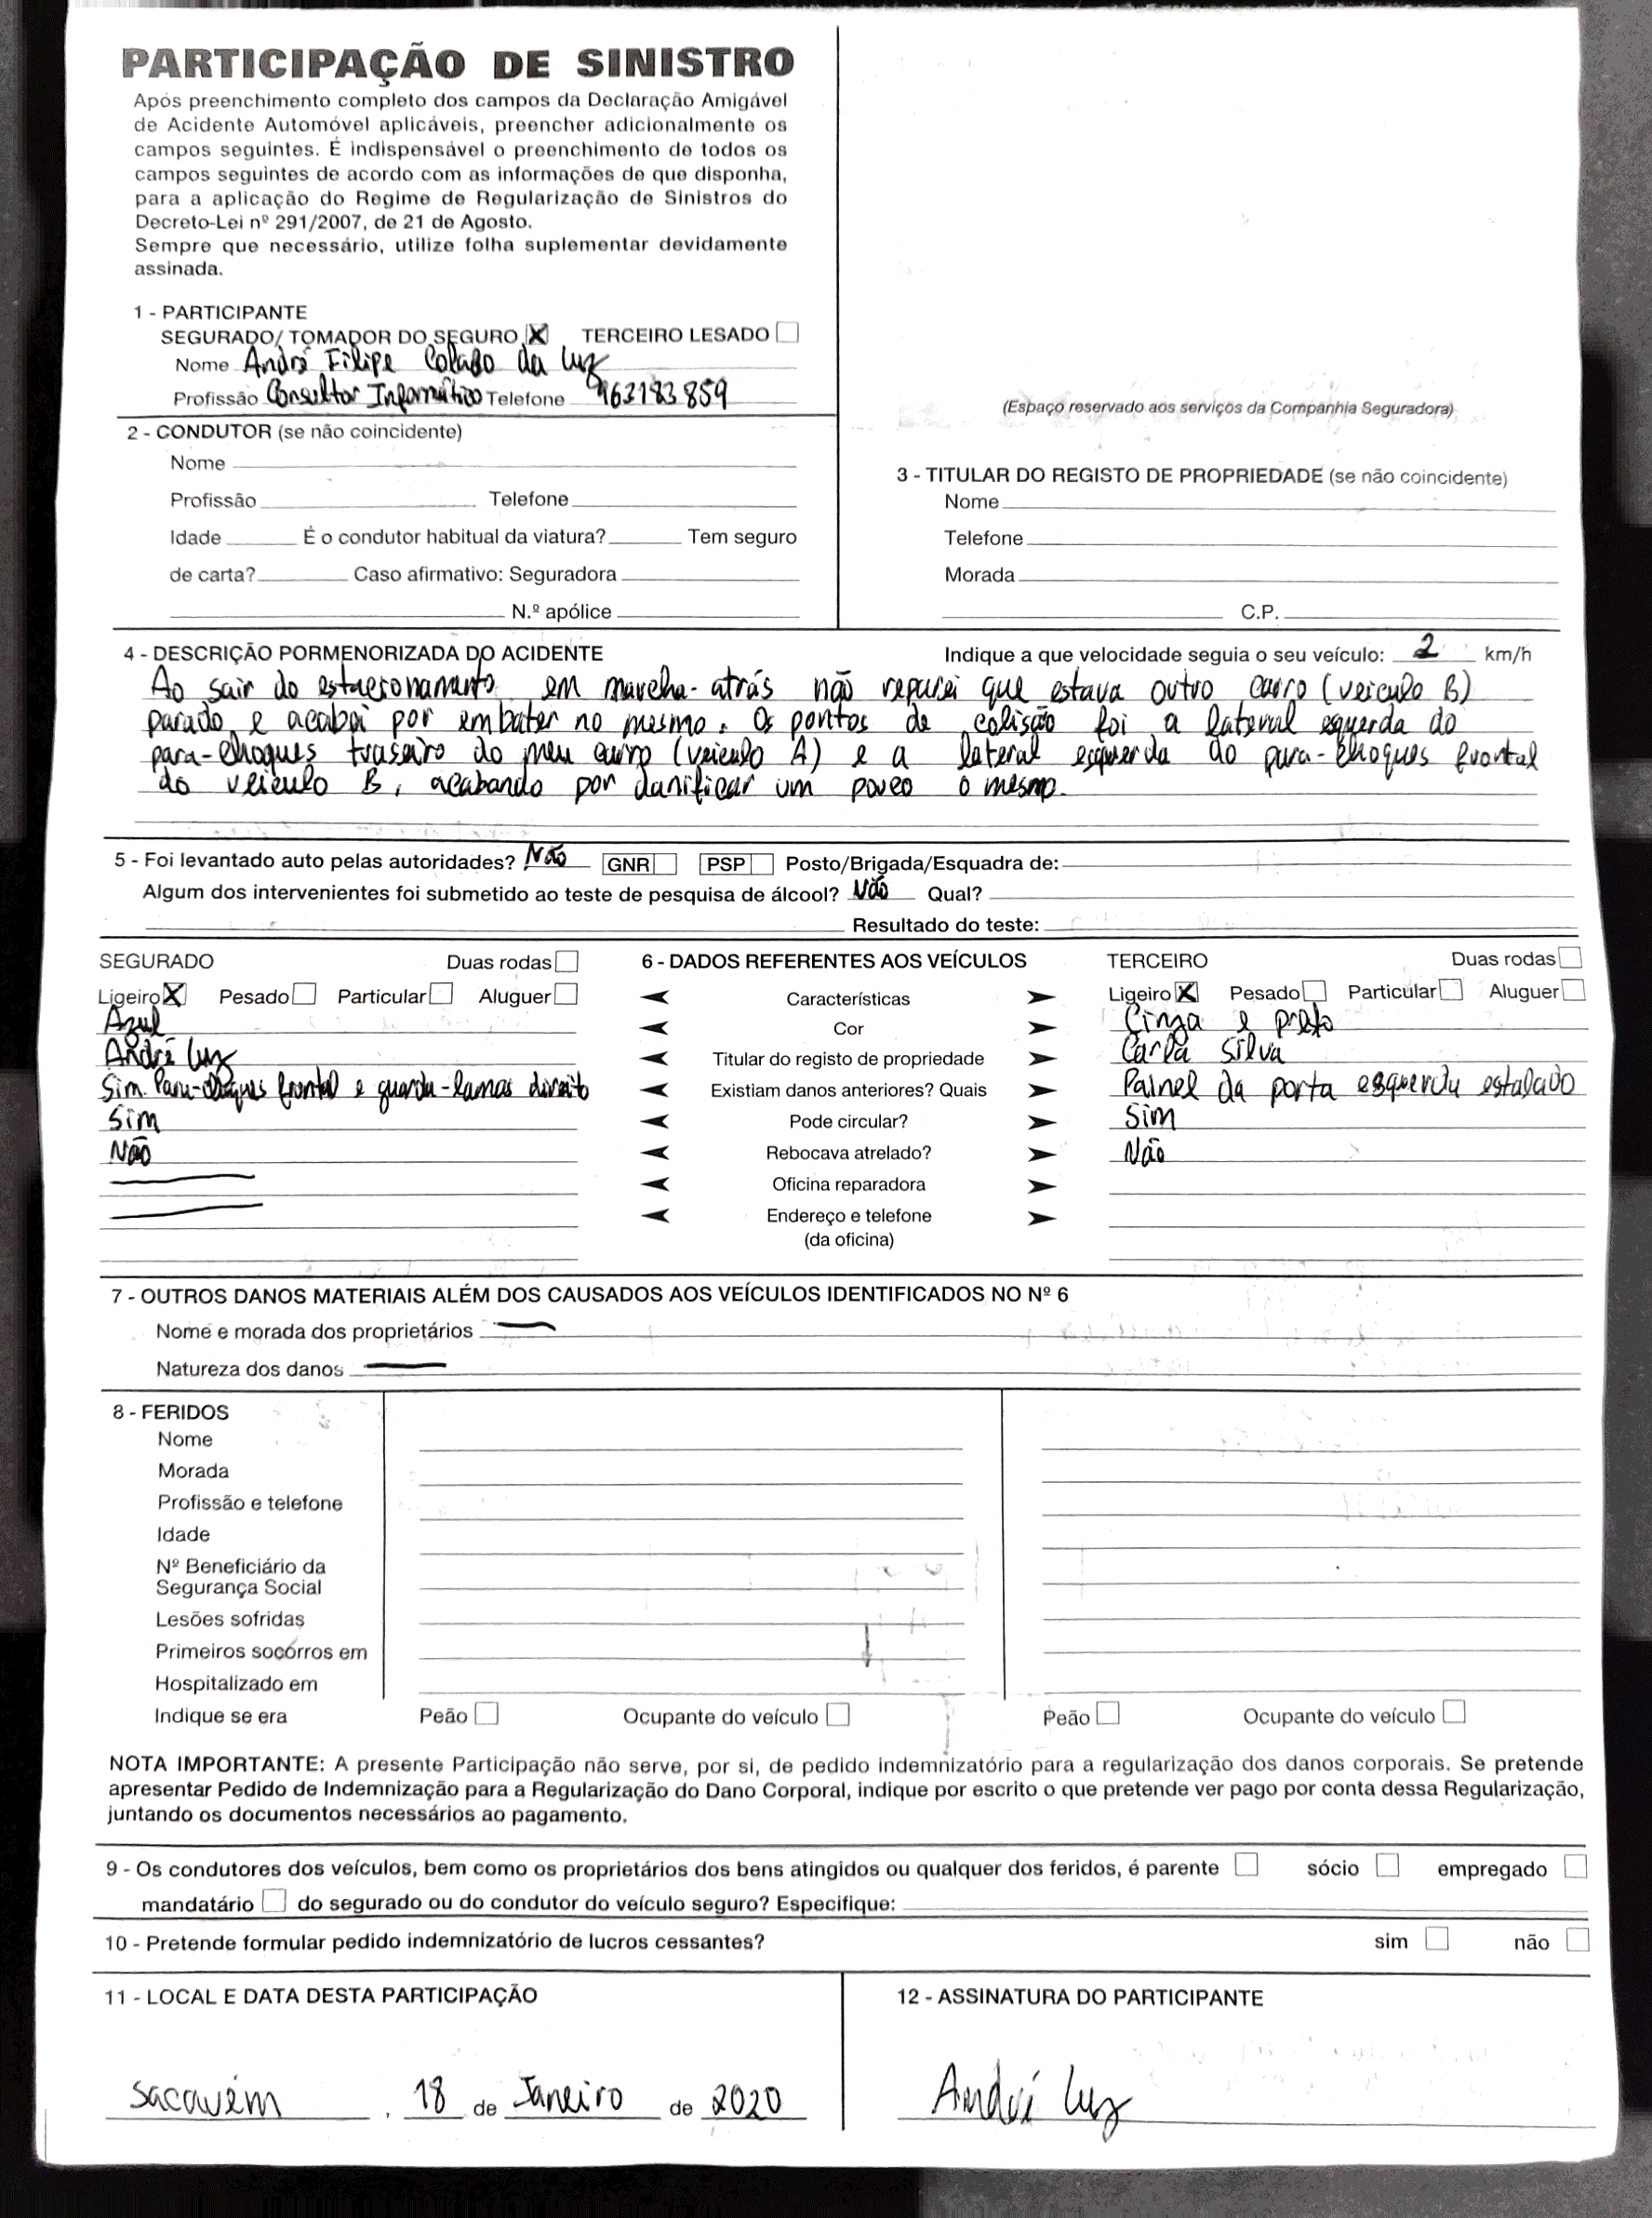 PARTICIPAÇÃO DE SINISTRO
Após preenchimento completo dos campos da Declaração Amigável
de Acidente Automóvel aplicáveis, preencher adicionalmente os
campos seguintes. É indispensável o preenchimento de todos os
campos seguintes de acordo com as informações de que disponha,
para a aplicação do Regime de Regularização de Sinistros do
Decreto-Lei nº 291/2007, de 21 de Agosto.
Sempre que necessário, utilize folha suplementar devidamente
assinada.
1 - PARTICIPANTE
SEGURADO/ TOMADOR DO SEGURO X TERCEIRO LESADO
Nome André Filipe da Luz
Profissão Consultor Informático Telefone 963183859
(Espaço reservado aos serviços da Companhia Seguradora)
2 - CONDUTOR (se não coincidente)
Nome
Profissão Telefone
Idade É o condutor habitual da viatura? Tem seguro
de carta? Caso afirmativo: Seguradora
N.º apólice
3 - TITULAR DO REGISTO DE PROPRIEDADE (se não coincidente)
Nome
Telefone
Morada
C.P.
4 - DESCRIÇÃO PORMENORIZADA DO ACIDENTE Indique a que velocidade seguia o seu veículo: 2 km/h
Ao sair do estacionamento em marcha-atrás não reparei que estava outro carro (veiculo B)
parado e acabei por embater no mesmo. Os pontos de colisão foi a lateral esquerda do
para-choques traseiro do meu carro (veiculo A) e a lateral esquerda do para-choques frontal
do veiculo B, acabando por danificar um pouco o mesmo.
5 - Foi levantado auto pelas autoridades? Não GNR PSP Posto/Brigada/Esquadra de:
Algum dos intervenientes foi submetido ao teste de pesquisa de álcool? Não Qual?
Resultado do teste:
SEGURADO Duas rodas 6 - DADOS REFERENTES AOS VEÍCULOS TERCEIRO Duas rodas
Ligeiro X Pesado Particular Aluguer Características Ligeiro X Pesado Particular Aluguer
Azul Cor Cinza e preto
André Luz Titular do registo de propriedade Carla Silva
Sim. Para-choques frontal e guarda-lamas direito Existiam danos anteriores? Quais Painel da porta esquerda estalado
Sim Pode circular? Sim
Não Rebocava atrelado? Não
Oficina reparadora
Endereço e telefone
(da oficina)
7 - OUTROS DANOS MATERIAIS ALÉM DOS CAUSADOS AOS VEÍCULOS IDENTIFICADOS NO Nº 6
Nome e morada dos proprietários
Natureza dos danos
8 - FERIDOS
Nome
Morada
Profissão e telefone
Idade
Nº Beneficiário da
Segurança Social
Lesões sofridas
Primeiros socorros em
Hospitalizado em
Indique se era Peão Ocupante do veículo Peão Ocupante do veículo
NOTA IMPORTANTE: A presente Participação não serve, por si, de pedido indemnizatório para a regularização dos danos corporais. Se pretende
apresentar Pedido de Indemnização para a Regularização do Dano Corporal, indique por escrito o que pretende ver pago por conta dessa Regularização,
juntando os documentos necessários ao pagamento.
9 - Os condutores dos veículos, bem como os proprietários dos bens atingidos ou qualquer dos feridos, é parente sócio empregado
mandatário do segurado ou do condutor do veículo seguro? Especifique:
10 - Pretende formular pedido indemnizatório de lucros cessantes? sim não
11 - LOCAL E DATA DESTA PARTICIPAÇÃO
Sacavém, 18 de Janeiro de 2020
12 - ASSINATURA DO PARTICIPANTE
André Luz